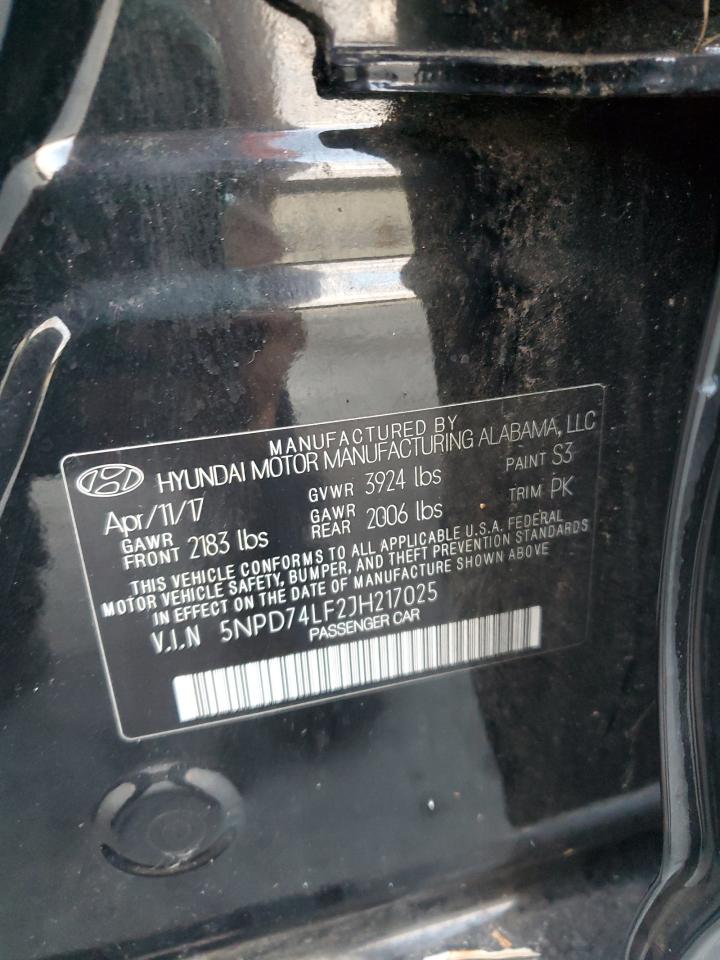 MANUFACTURED BY
HYUNDAI MOTOR MANUFACTURING ALABAMA, LLC
Apr/11/17 GVWR 3924 lbs PAINT S3
GAWR FRONT 2183 lbs GAWR REAR 2006 lbs TRIM PK
THIS VEHICLE CONFORMS TO ALL APPLICABLE U.S.A. FEDERAL
MOTOR VEHICLE SAFETY, BUMPER, AND THEFT PREVENTION STANDARDS
IN EFFECT ON THE DATE OF MANUFACTURE SHOWN ABOVE
V.I.N 5NPD74LF2JH217025
PASSENGER CAR